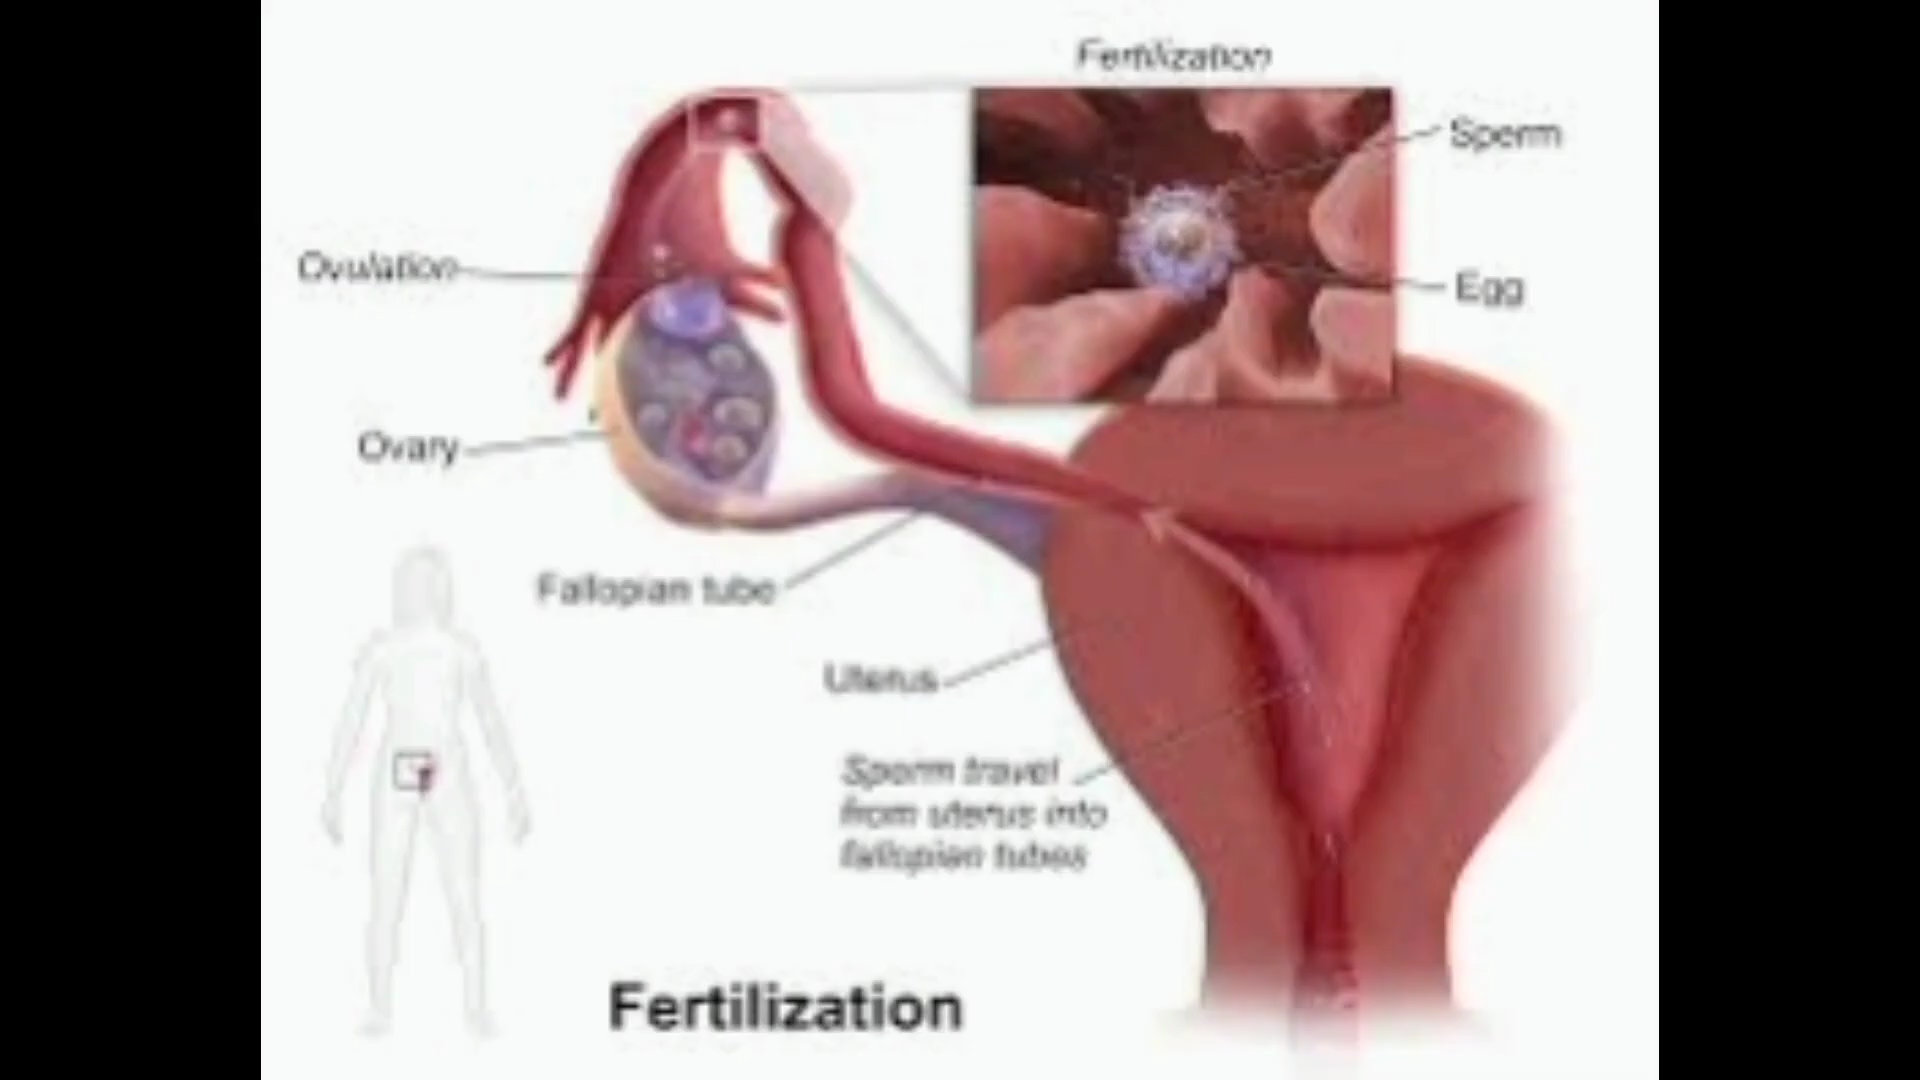 Fertilization
Sperm
Ovulation
Egg
Ovary
Fallopian tube
Uterus
Sperm travel
from uterus into
fallopian tubes
Fertilization